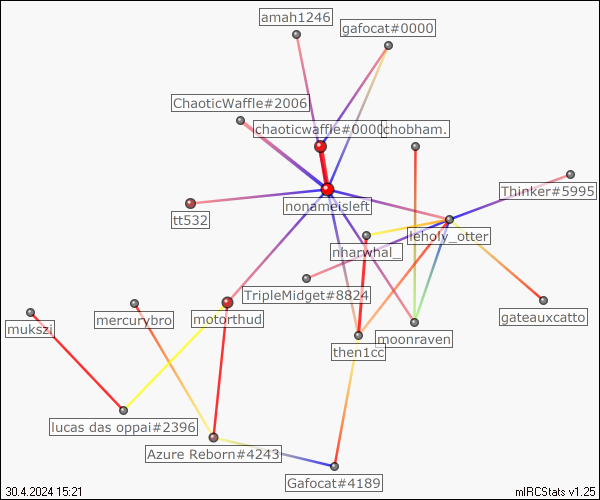 amah1246
gafocat#0000
ChaoticWaffle#2006
chaoticwaffle#0000
chobham.
Thinker#5995
nonameisleft
tt532
leholy_otter
nharwhal_
TripleMidget#8824
gateauxcatto
mukszi
mercurybro
motorthud
moonraven
then1cc
lucas das oppai#2396
Azure Reborn#4243
Gafocat#4189
30.4.2024 15:21
mIRCStats v1.25